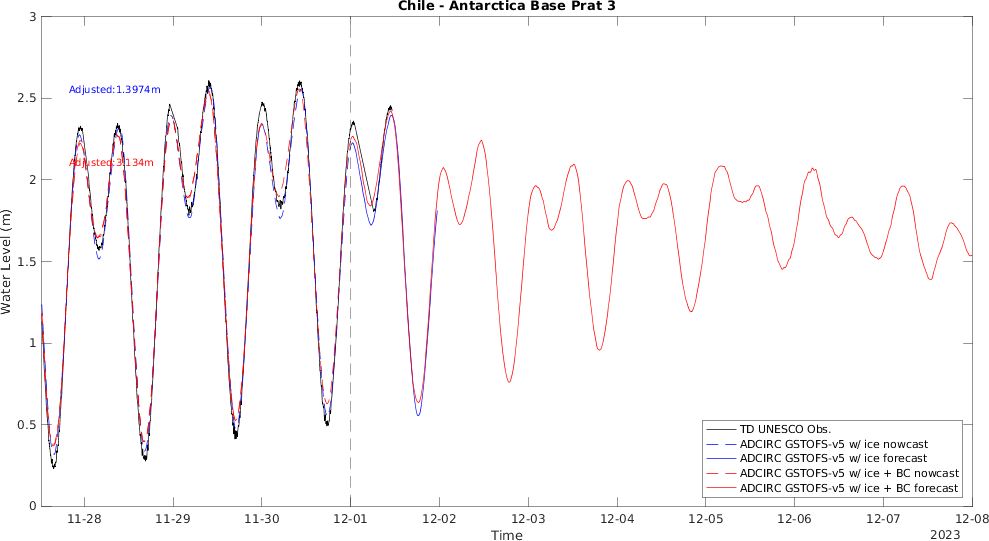 Chile - Antarctica Base Prat 3
3
2.5
2
1.5
1
0.5
0
Water Level (m)
Adjusted:1.3974m
Adjusted:3.134m
TD UNESCO Obs.
ADCIRC GSTOFS-v5 w/ ice nowcast
ADCIRC GSTOFS-v5 w/ ice forecast
ADCIRC GSTOFS-v5 w/ ice + BC nowcast
ADCIRC GSTOFS-v5 w/ ice + BC forecast
11-28 11-29 11-30 12-01 12-02 12-03 12-04 12-05 12-06 12-07 12-08
Time
2023